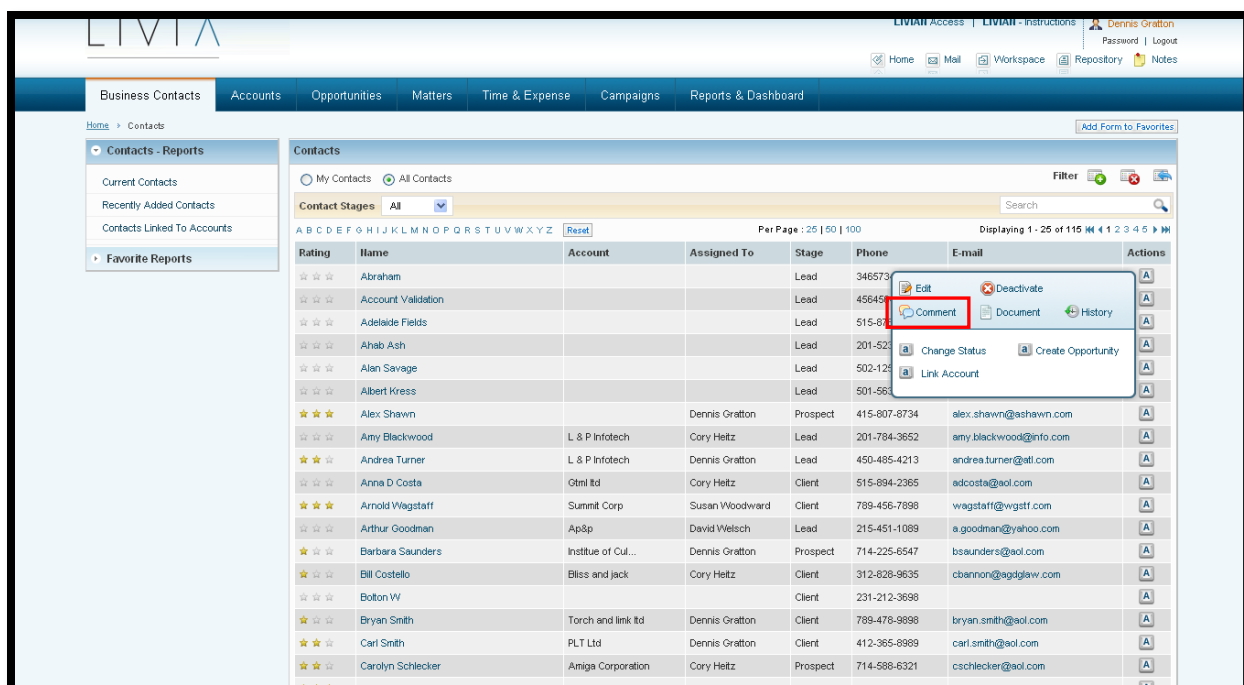 LIVIA
LIVIAN Access | LIVIAN - Instructions Dennis Gratton
Password | Logout
Home Mail Workspace Repository Notes
Business Contacts Accounts Opportunities Matters Time & Expense Campaigns Reports & Dashboard
Home Contacts Add Form to Favorites
Contacts - Reports
Current Contacts
Recently Added Contacts
Contacts Linked To Accounts
Favorite Reports
Contacts
My Contacts All Contacts Filter
Contact Stages All Search
A B C D E F G H I J K L M N O P Q R S T U V W X Y Z Reset Per Page : 25 | 50 | 100 Displaying 1 - 25 of 115 1 2 3 4 5
Rating Name Account Assigned To Stage Phone E-mail Actions
Abraham Lead A
Account Validation Lead A
Adelaide Fields Lead A
Ahab Ash Lead A
Alan Savage Lead A
Albert Kress Lead A
Edit Deactivate
Comment Document History
a Change Status a Create Opportunity
a Link Account
Alex Shawn Dennis Gratton Prospect 415-807-8734 alex.shawn@ashawn.com A
Amy Blackwood L & P Infotech Cory Heitz Lead 201-784-3652 amy.blackwood@info.com A
Andrea Turner L & P Infotech Dennis Gratton Lead 450-485-4213 andrea.turner@atl.com A
Anna D Costa Gtml ltd Cory Heitz Client 515-894-2365 adcosta@aol.com A
Arnold Wagstaff Summit Corp Susan Woodward Client 789-456-7898 wagstaff@wgstf.com A
Arthur Goodman Ap&p David Welsch Lead 215-451-1089 a.goodman@yahoo.com A
Barbara Saunders Institue of Cul... Dennis Gratton Prospect 714-225-6547 bsaunders@aol.com A
Bill Costello Bliss and jack Cory Heitz Client 312-828-9635 cbannon@agdglaw.com A
Bolton W Client 231-212-3698 A
Bryan Smith Torch and limk ltd Dennis Gratton Client 789-478-9898 bryan.smith@aol.com A
Carl Smith PLT Ltd Dennis Gratton Client 412-365-8989 carl.smith@aol.com A
Carolyn Schlecker Amiga Corporation Cory Heitz Prospect 714-588-6321 cschlecker@aol.com A